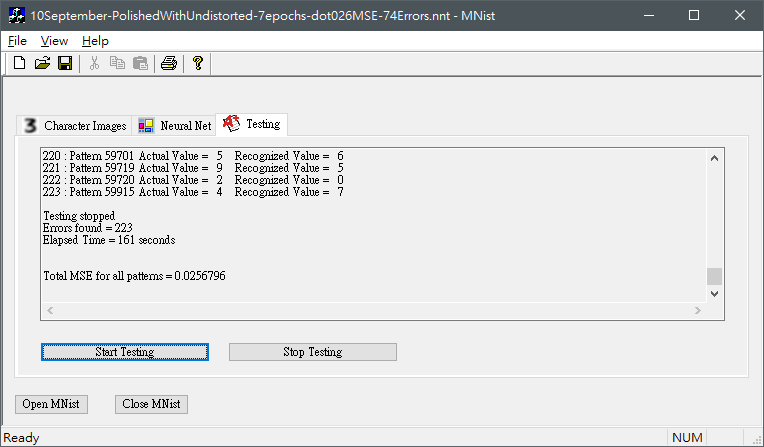 10September-PolishedWithUndistorted-7epochs-dot026MSE-74Errors.nnt - MNist
File View Help
3 Character Images Neural Net Testing
220 : Pattern 59701 Actual Value = 5 Recognized Value = 6
221 : Pattern 59719 Actual Value = 9 Recognized Value = 5
222 : Pattern 59720 Actual Value = 2 Recognized Value = 0
223 : Pattern 59915 Actual Value = 4 Recognized Value = 7
Testing stopped
Errors found = 223
Elapsed Time = 161 seconds
Total MSE for all patterns = 0.0256796
Start Testing Stop Testing
Open MNist Close MNist
Ready NUM